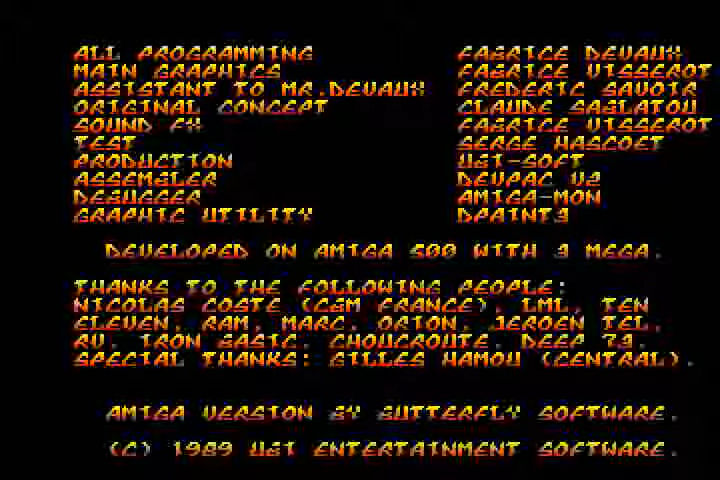 ALL PROGRAMMING FABRICE DEVAUX
MAIN GRAPHICS FABRICE VISSEROT
ASSISTANT TO MR.DEVAUX FREDERIC SAVOIR
ORIGINAL CONCEPT CLAUDE SABLATOU
SOUND FX FABRICE VISSEROT
TEST SERGE HASCOET
PRODUCTION UBI-SOFT
ASSEMBLER DEVPAC V2
DEBUGGER AMIGA-MON
GRAPHIC UTILITY DPAINT3
DEVELOPED ON AMIGA 500 WITH 3 MEGA.
THANKS TO THE FOLLOWING PEOPLE:
NICOLAS COSTE (CBM FRANCE), LML, TEN
ELEVEN, RAM, MARC, ORION, JEROEN TEL,
RV, IRON BASIC, CHOUCROUTE, DEEP 79.
SPECIAL THANKS: GILLES HAMOU (CENTRAL).
AMIGA VERSION BY BUTTERFLY SOFTWARE.
(C) 1989 UBI ENTERTAINMENT SOFTWARE.